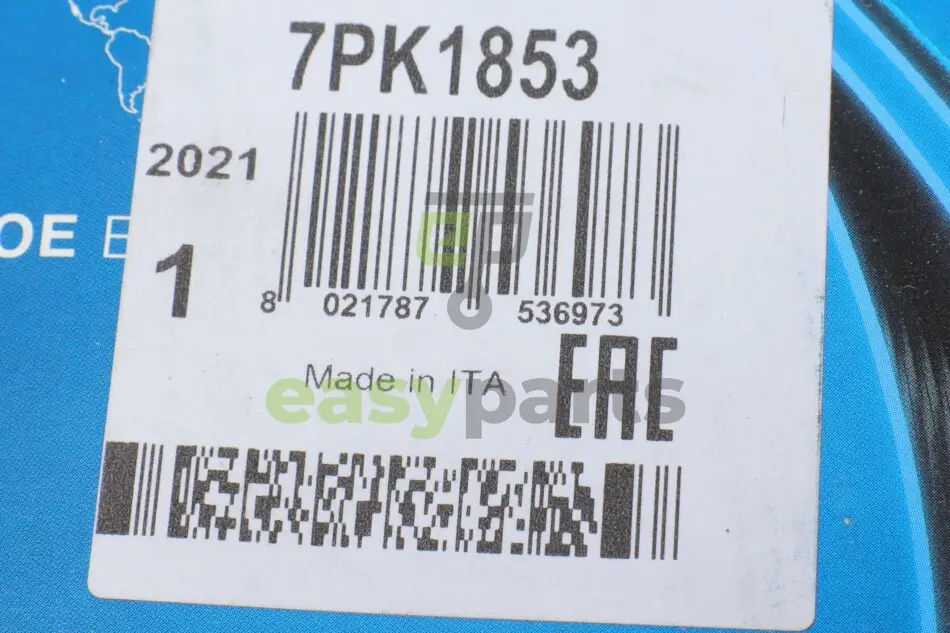 7PK1853
2021
OE E
1
8 021787 536973
Made in ITA
EAC
easyparts